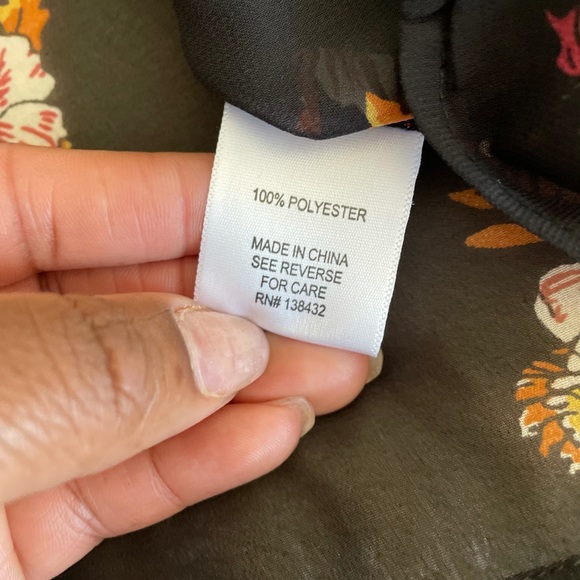 100% POLYESTER
MADE IN CHINA
SEE REVERSE
FOR CARE
RN# 138432